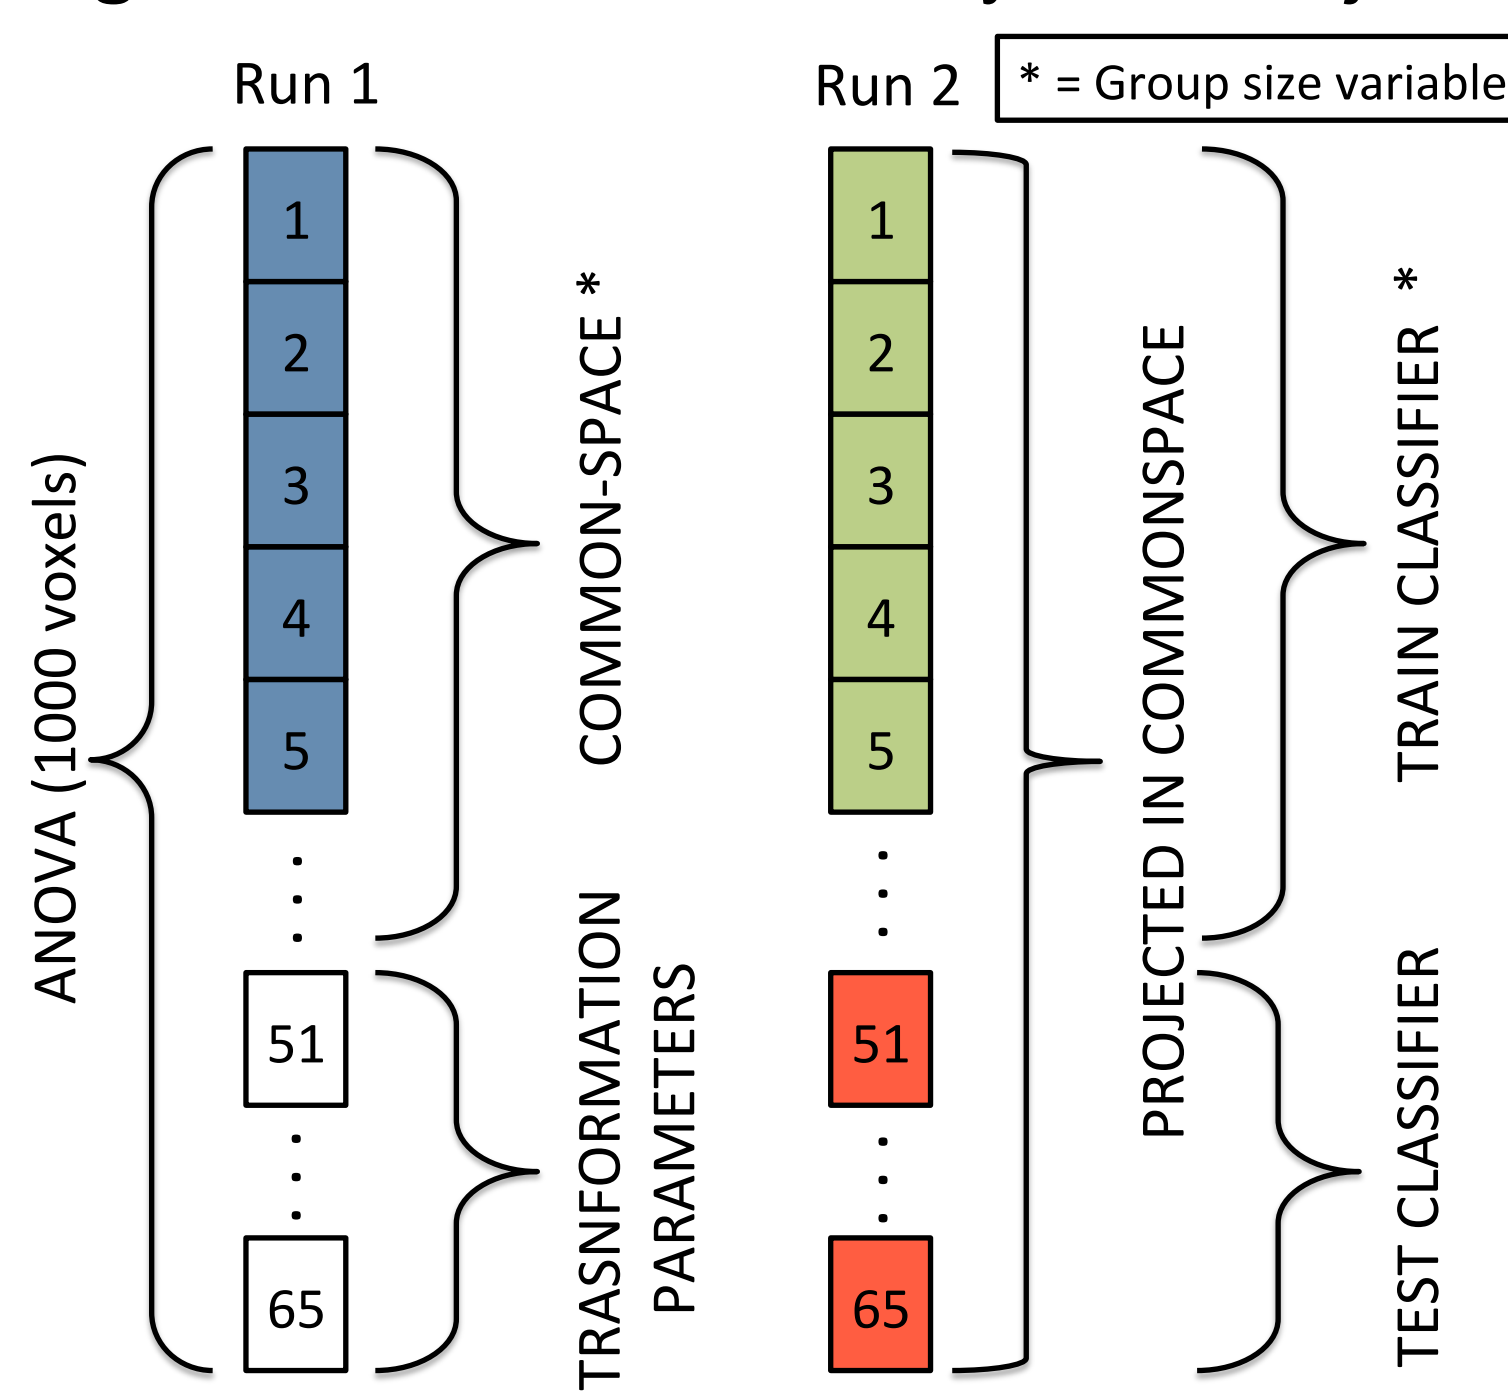 Run 1
Run 2
* = Group size variable
ANOVA (1000 voxels)
1
2
3
4
5
.
.
.
51
.
.
.
65
COMMON-SPACE *
TRASNFORMATION
PARAMETERS
1
2
3
4
5
.
.
.
51
.
.
.
65
PROJECTED IN COMMONSPACE
TRAIN CLASSIFIER *
TEST CLASSIFIER